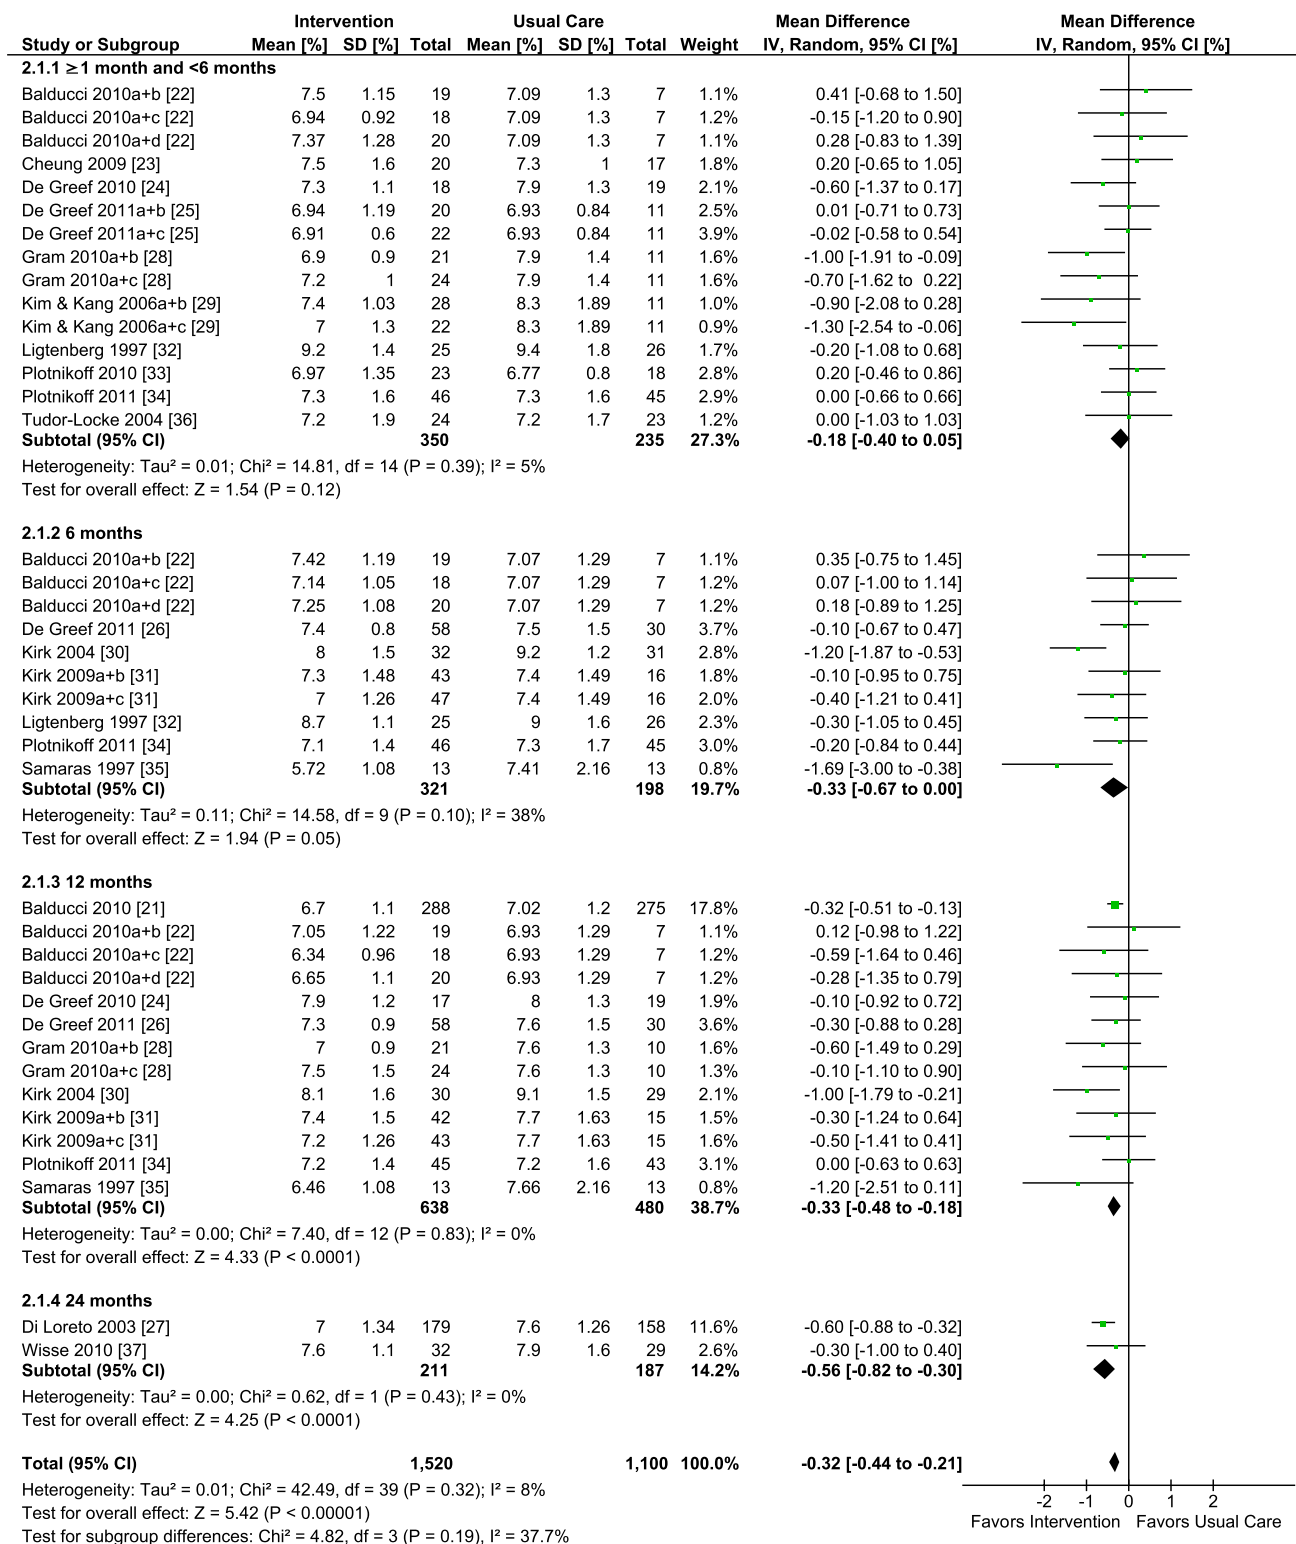 Intervention Usual Care Mean Difference Mean Difference
Study or Subgroup Mean [%] SD [%] Total Mean [%] SD [%] Total Weight IV, Random, 95% CI [%] IV, Random, 95% CI [%]
2.1.1 ≥1 month and <6 months
Balducci 2010a+b [22] 7.5 1.15 19 7.09 1.3 7 1.1% 0.41 [-0.68 to 1.50]
Balducci 2010a+c [22] 6.94 0.92 18 7.09 1.3 7 1.2% -0.15 [-1.20 to 0.90]
Balducci 2010a+d [22] 7.37 1.28 20 7.09 1.3 7 1.1% 0.28 [-0.83 to 1.39]
Cheung 2009 [23] 7.5 1.6 20 7.3 1 17 1.8% 0.20 [-0.65 to 1.05]
De Greef 2010 [24] 7.3 1.1 18 7.9 1.3 19 2.1% -0.60 [-1.37 to 0.17]
De Greef 2011a+b [25] 6.94 1.19 20 6.93 0.84 11 2.5% 0.01 [-0.71 to 0.73]
De Greef 2011a+c [25] 6.91 0.6 22 6.93 0.84 11 3.9% -0.02 [-0.58 to 0.54]
Gram 2010a+b [28] 6.9 0.9 21 7.9 1.4 11 1.6% -1.00 [-1.91 to -0.09]
Gram 2010a+c [28] 7.2 1 24 7.9 1.4 11 1.6% -0.70 [-1.62 to 0.22]
Kim & Kang 2006a+b [29] 7.4 1.03 28 8.3 1.89 11 1.0% -0.90 [-2.08 to 0.28]
Kim & Kang 2006a+c [29] 7 1.3 22 8.3 1.89 11 0.9% -1.30 [-2.54 to -0.06]
Ligtenberg 1997 [32] 9.2 1.4 25 9.4 1.8 26 1.7% -0.20 [-1.08 to 0.68]
Plotnikoff 2010 [33] 6.97 1.35 23 6.77 0.8 18 2.8% 0.20 [-0.46 to 0.86]
Plotnikoff 2011 [34] 7.3 1.6 46 7.3 1.6 45 2.9% 0.00 [-0.66 to 0.66]
Tudor-Locke 2004 [36] 7.2 1.9 24 7.2 1.7 23 1.2% 0.00 [-1.03 to 1.03]
Subtotal (95% CI) 350 235 27.3% -0.18 [-0.40 to 0.05]
Heterogeneity: Tau² = 0.01; Chi² = 14.81, df = 14 (P = 0.39); I² = 5%
Test for overall effect: Z = 1.54 (P = 0.12)
2.1.2 6 months
Balducci 2010a+b [22] 7.42 1.19 19 7.07 1.29 7 1.1% 0.35 [-0.75 to 1.45]
Balducci 2010a+c [22] 7.14 1.05 18 7.07 1.29 7 1.2% 0.07 [-1.00 to 1.14]
Balducci 2010a+d [22] 7.25 1.08 20 7.07 1.29 7 1.2% 0.18 [-0.89 to 1.25]
De Greef 2011 [26] 7.4 0.8 58 7.5 1.5 30 3.7% -0.10 [-0.67 to 0.47]
Kirk 2004 [30] 8 1.5 32 9.2 1.2 31 2.8% -1.20 [-1.87 to -0.53]
Kirk 2009a+b [31] 7.3 1.48 43 7.4 1.49 16 1.8% -0.10 [-0.95 to 0.75]
Kirk 2009a+c [31] 7 1.26 47 7.4 1.49 16 2.0% -0.40 [-1.21 to 0.41]
Ligtenberg 1997 [32] 8.7 1.1 25 9 1.6 26 2.3% -0.30 [-1.05 to 0.45]
Plotnikoff 2011 [34] 7.1 1.4 46 7.3 1.7 45 3.0% -0.20 [-0.84 to 0.44]
Samaras 1997 [35] 5.72 1.08 13 7.41 2.16 13 0.8% -1.69 [-3.00 to -0.38]
Subtotal (95% CI) 321 198 19.7% -0.33 [-0.67 to 0.00]
Heterogeneity: Tau² = 0.11; Chi² = 14.58, df = 9 (P = 0.10); I² = 38%
Test for overall effect: Z = 1.94 (P = 0.05)
2.1.3 12 months
Balducci 2010 [21] 6.7 1.1 288 7.02 1.2 275 17.8% -0.32 [-0.51 to -0.13]
Balducci 2010a+b [22] 7.05 1.22 19 6.93 1.29 7 1.1% 0.12 [-0.98 to 1.22]
Balducci 2010a+c [22] 6.34 0.96 18 6.93 1.29 7 1.2% -0.59 [-1.64 to 0.46]
Balducci 2010a+d [22] 6.65 1.1 20 6.93 1.29 7 1.2% -0.28 [-1.35 to 0.79]
De Greef 2010 [24] 7.9 1.2 17 8 1.3 19 1.9% -0.10 [-0.92 to 0.72]
De Greef 2011 [26] 7.3 0.9 58 7.6 1.5 30 3.6% -0.30 [-0.88 to 0.28]
Gram 2010a+b [28] 7 0.9 21 7.6 1.3 10 1.6% -0.60 [-1.49 to 0.29]
Gram 2010a+c [28] 7.5 1.5 24 7.6 1.3 10 1.3% -0.10 [-1.10 to 0.90]
Kirk 2004 [30] 8.1 1.6 30 9.1 1.5 29 2.1% -1.00 [-1.79 to -0.21]
Kirk 2009a+b [31] 7.4 1.5 42 7.7 1.63 15 1.5% -0.30 [-1.24 to 0.64]
Kirk 2009a+c [31] 7.2 1.26 43 7.7 1.63 15 1.6% -0.50 [-1.41 to 0.41]
Plotnikoff 2011 [34] 7.2 1.4 45 7.2 1.6 43 3.1% 0.00 [-0.63 to 0.63]
Samaras 1997 [35] 6.46 1.08 13 7.66 2.16 13 0.8% -1.20 [-2.51 to 0.11]
Subtotal (95% CI) 638 480 38.7% -0.33 [-0.48 to -0.18]
Heterogeneity: Tau² = 0.00; Chi² = 7.40, df = 12 (P = 0.83); I² = 0%
Test for overall effect: Z = 4.33 (P < 0.0001)
2.1.4 24 months
Di Loreto 2003 [27] 7 1.34 179 7.6 1.26 158 11.6% -0.60 [-0.88 to -0.32]
Wisse 2010 [37] 7.6 1.1 32 7.9 1.6 29 2.6% -0.30 [-1.00 to 0.40]
Subtotal (95% CI) 211 187 14.2% -0.56 [-0.82 to -0.30]
Heterogeneity: Tau² = 0.00; Chi² = 0.62, df = 1 (P = 0.43); I² = 0%
Test for overall effect: Z = 4.25 (P < 0.0001)
Total (95% CI) 1,520 1,100 100.0% -0.32 [-0.44 to -0.21]
Heterogeneity: Tau² = 0.01; Chi² = 42.49, df = 39 (P = 0.32); I² = 8%
Test for overall effect: Z = 5.42 (P < 0.00001)
Test for subgroup differences: Chi² = 4.82, df = 3 (P = 0.19), I² = 37.7%
-2 -1 0 1 2
Favors Intervention Favors Usual Care